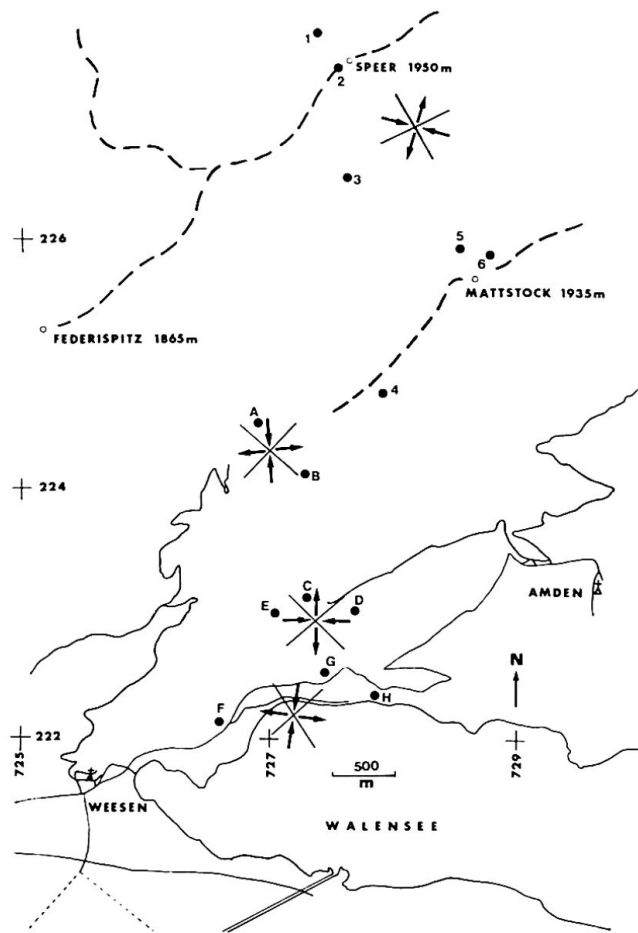 1
SPEER 1950m
2
3
226
5
6
MATTSTOCK 1935m
FEDERISPITZ 1865m
4
A
224
B
C
E
D
AMDEN
G
N
F
H
222
725
727
729
500
m
WEESEN
WALENSEE